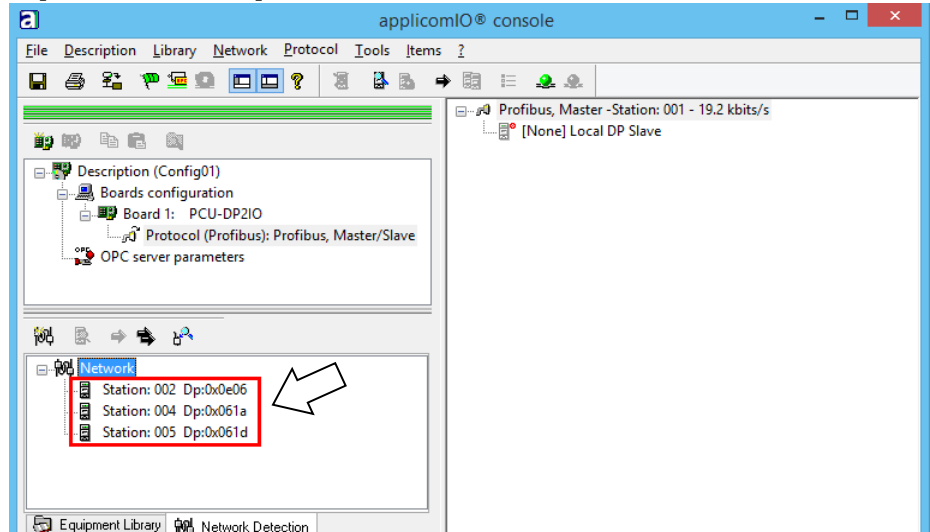 a applicomIO® console
File Description Library Network Protocol Tools Items ?
Profibus, Master -Station: 001 - 19.2 kbits/s
[None] Local DP Slave
Description (Config01)
Boards configuration
Board 1: PCU-DP2IO
Protocol (Profibus): Profibus, Master/Slave
OPC server parameters
Network
Station: 002 Dp:0x0e06
Station: 004 Dp:0x061a
Station: 005 Dp:0x061d
Equipment Library Network Detection